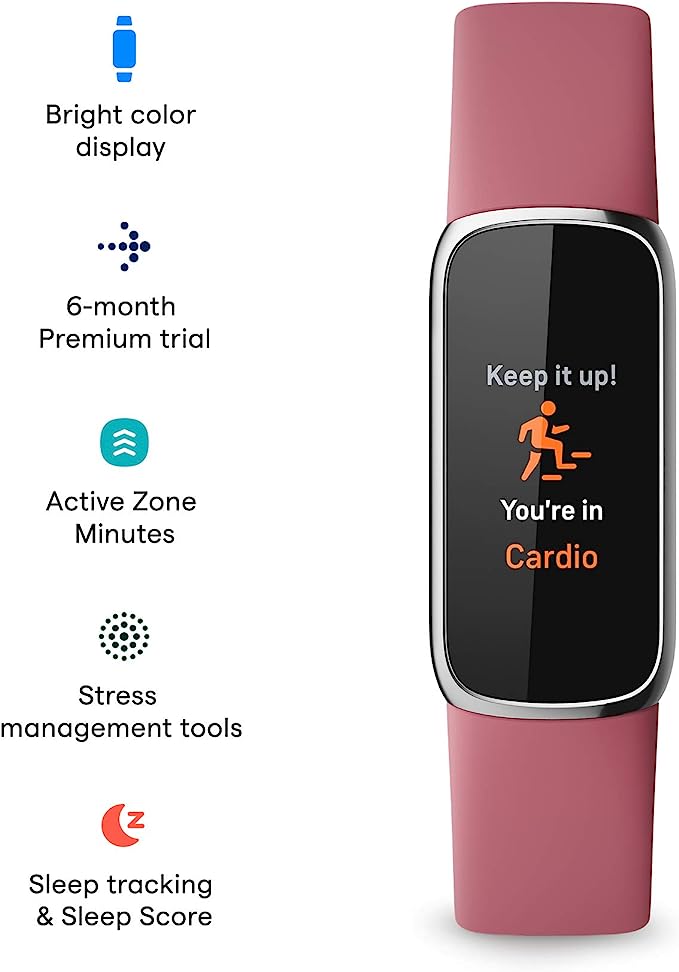 Bright color
display
6-month
Premium trial
Active Zone
Minutes
Stress
management tools
Z
Sleep tracking
& Sleep Score
Keep it up!
You're in
Cardio